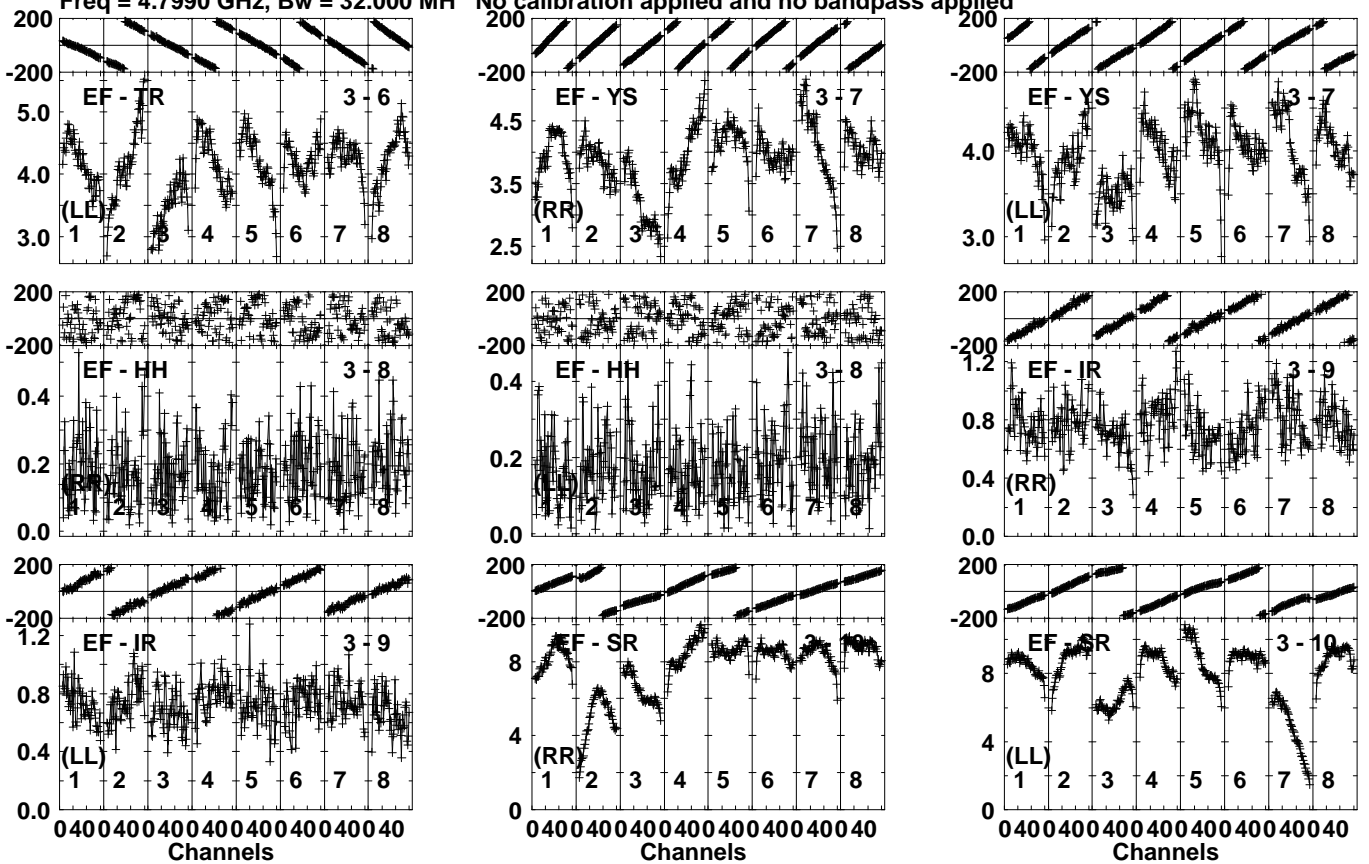 Freq = 4.7990 GHz, Bw = 32.000 MH No calibration applied and no bandpass applied
200
-200
EF - TR 3 - 6
5.0
4.0
3.0
(LL)
1 2 3 4 5 6 7 8
200
-200
EF - YS 3 - 7
4.5
3.5
2.5
(RR)
1 2 3 4 5 6 7 8
200
-200
EF - YS 3 - 7
4.0
3.0
(LL)
1 2 3 4 5 6 7 8
200
-200
EF - HH 3 - 8
0.4
0.2
0.0
(RR)
1 2 3 4 5 6 7 8
200
-200
EF - HH 3 - 8
0.4
0.2
0.0
(LL)
1 2 3 4 5 6 7 8
200
-200
EF - IR 3 - 9
1.2
0.8
0.4
0.0
(RR)
1 2 3 4 5 6 7 8
200
-200
EF - IR 3 - 9
1.2
0.8
0.4
0.0
(LL)
1 2 3 4 5 6 7 8
0 40 0 40 0 40 0 40 0 40 0 40 0 40 0 40
Channels
200
-200
EF - SR 3 - 10
8
4
0
(RR)
1 2 3 4 5 6 7 8
0 40 0 40 0 40 0 40 0 40 0 40 0 40 0 40
Channels
200
-200
EF - SR 3 - 10
8
4
0
(LL)
1 2 3 4 5 6 7 8
0 40 0 40 0 40 0 40 0 40 0 40 0 40 0 40
Channels